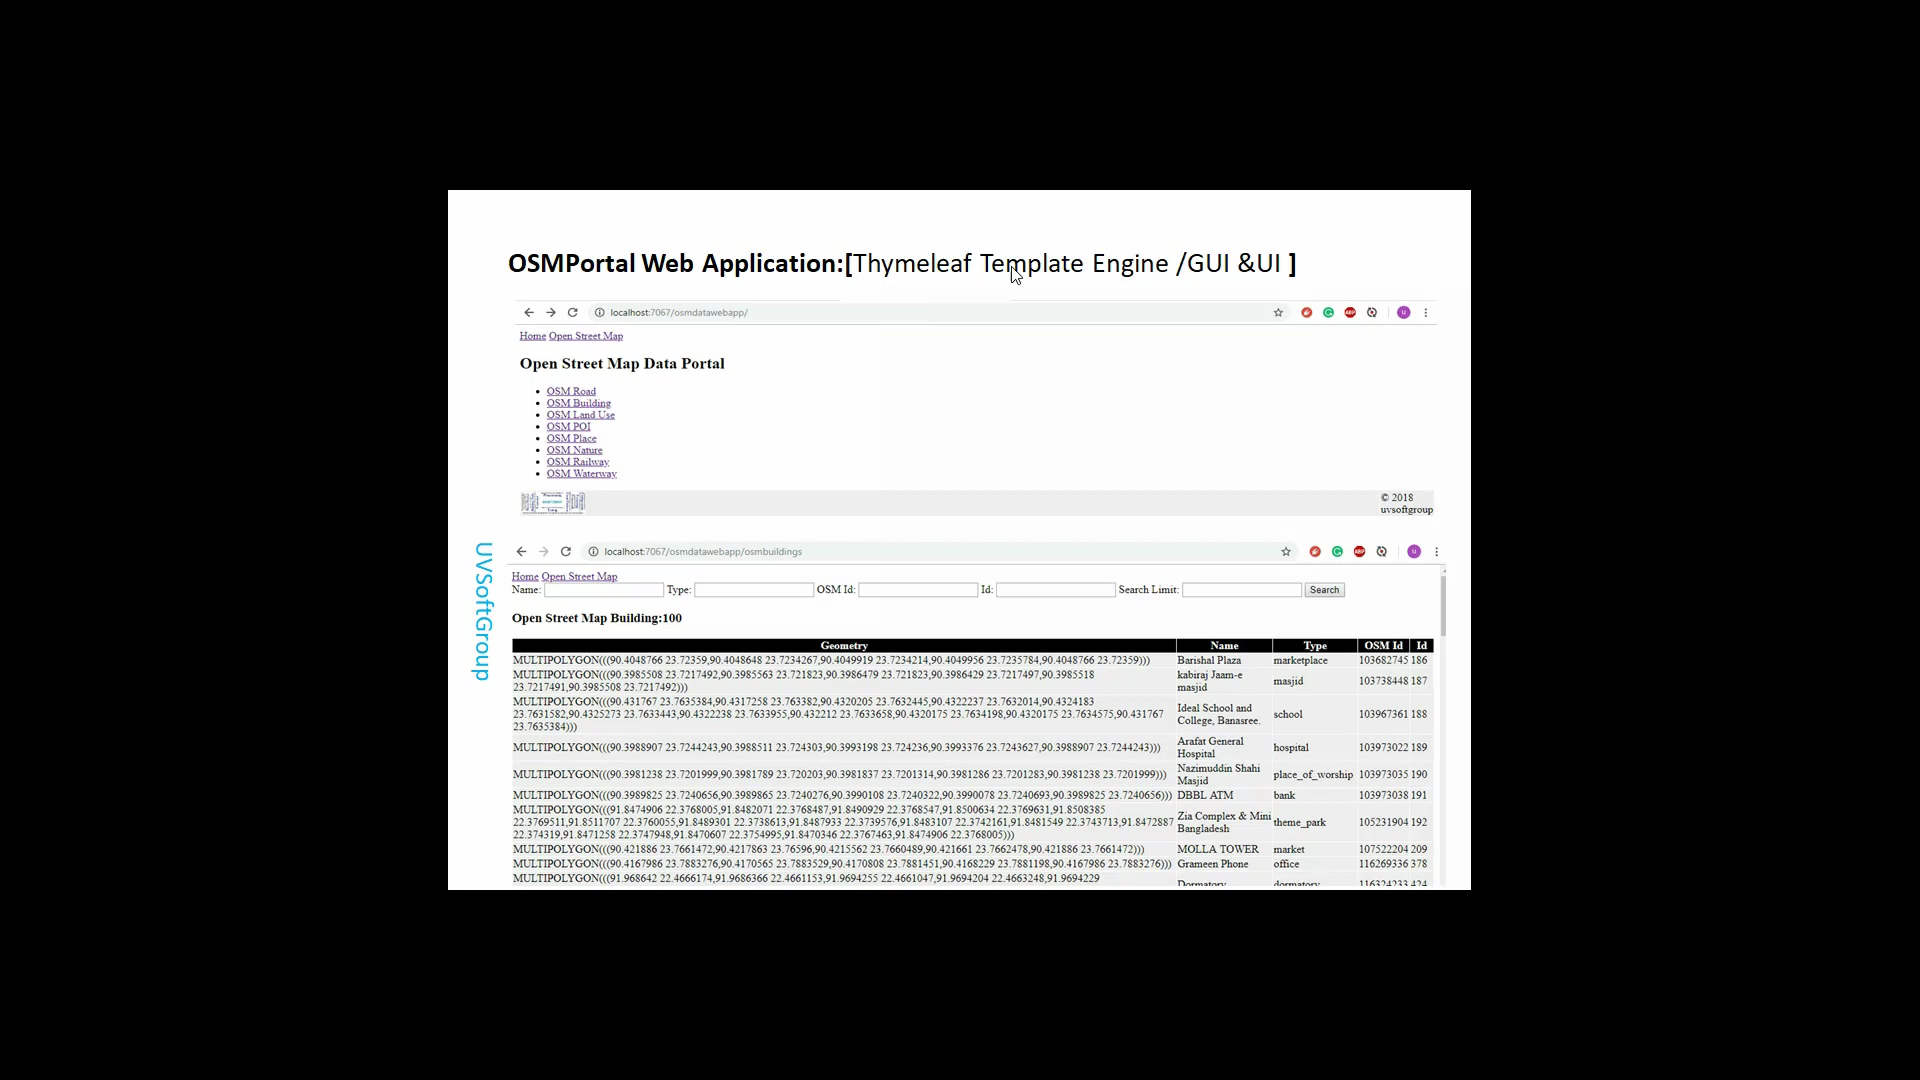 OSMPortal Web Application:[Thymeleaf Template Engine /GUI &UI ]
localhost:7067/osmdatawebapp/
Home Open Street Map
Open Street Map Data Portal
OSM Road
OSM Building
OSM Land Use
OSM POI
OSM Place
OSM Nature
OSM Railway
OSM Waterway
© 2018
uvsoftgroup
UVSoftGroup
localhost:7067/osmdatawebapp/osmbuildings
Home Open Street Map
Name: Type: OSM Id: Id: Search Limit: Search
Open Street Map Building:100
Geometry Name Type OSM Id Id
MULTIPOLYGON(((90.4048766 23.72359,90.4048648 23.7234267,90.4049919 23.7234214,90.4049956 23.7235784,90.4048766 23.72359))) Barishal Plaza marketplace 103682745 186
MULTIPOLYGON(((90.3985508 23.7217492,90.3985563 23.721823,90.3986479 23.721823,90.3986429 23.7217497,90.3985518
23.7217491,90.3985508 23.7217492)))
kabiraj Jaam-e
masjid
masjid 103738448 187
MULTIPOLYGON(((90.431767 23.7635384,90.4317258 23.763382,90.4320205 23.7632445,90.4322237 23.7632014,90.4324183
23.7631582,90.4325273 23.7633443,90.4322238 23.7633955,90.432212 23.7633658,90.4320175 23.7634198,90.4320175 23.7634575,90.431767
23.7635384)))
Ideal School and
College, Banasree.
school 103967361 188
MULTIPOLYGON(((90.3988907 23.7244243,90.3988511 23.724303,90.3993198 23.724236,90.3993376 23.7243627,90.3988907 23.7244243)))
Arafat General
Hospital
hospital 103973022 189
MULTIPOLYGON(((90.3981238 23.7201999,90.3981789 23.720203,90.3981837 23.7201314,90.3981286 23.7201283,90.3981238 23.7201999)))
Nazimuddin Shahi
Masjid
place_of_worship 103973035 190
MULTIPOLYGON(((90.3989825 23.7240656,90.3989865 23.7240276,90.3990108 23.7240322,90.3990078 23.7240693,90.3989825 23.7240656))) DBBL ATM bank 103973038 191
MULTIPOLYGON(((91.8474906 22.3768005,91.8482071 22.3768487,91.8490929 22.3768547,91.8500634 22.3769631,91.8508385
22.3769511,91.8511707 22.3760055,91.8489301 22.3738613,91.8487933 22.3739576,91.8483107 22.3742161,91.8481549 22.3743713,91.8472887
22.374319,91.8471258 22.3747948,91.8470607 22.3754995,91.8470346 22.3767463,91.8474906 22.3768005)))
Zia Complex & Mini
Bangladesh
theme_park 105231904 192
MULTIPOLYGON(((90.421886 23.7661472,90.4217863 23.76596,90.4215562 23.7660489,90.421661 23.7662478,90.421886 23.7661472))) MOLLA TOWER market 107522204 209
MULTIPOLYGON(((90.4167986 23.7883276,90.4170565 23.7883529,90.4170808 23.7881451,90.4168229 23.7881198,90.4167986 23.7883276))) Grameen Phone office 116269336 378
MULTIPOLYGON(((91.968642 22.4666174,91.9686366 22.4661153,91.9694255 22.4661047,91.9694204 22.4663248,91.9694229
Dormatory dormatory 116324233 424